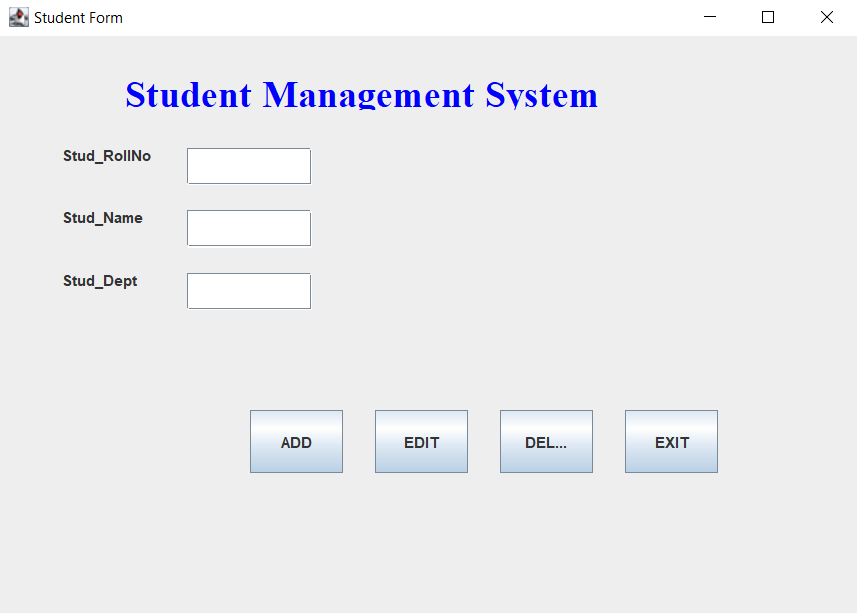 Student Form
Student Management System
Stud_RollNo
Stud_Name
Stud_Dept
ADD EDIT DEL... EXIT